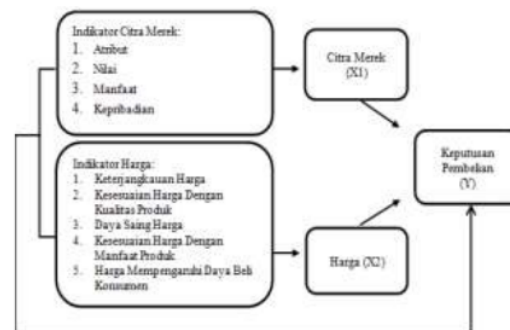 Indikator Citra Merek:
1. Atribut
2. Nilai
3. Manfaat
4. Kepribadian
Citra Merek
(X1)
Indikator Harga:
1. Keterjangkauan Harga
2. Kesesuaian Harga Dengan
Kualitas Produk
3. Daya Saing Harga
4. Kesesuaian Harga Dengan
Manfaat Produk
5. Harga Mempengaruhi Daya Beli
Konsumen
Harga (X2)
Keputusan
Pembelian
(Y)